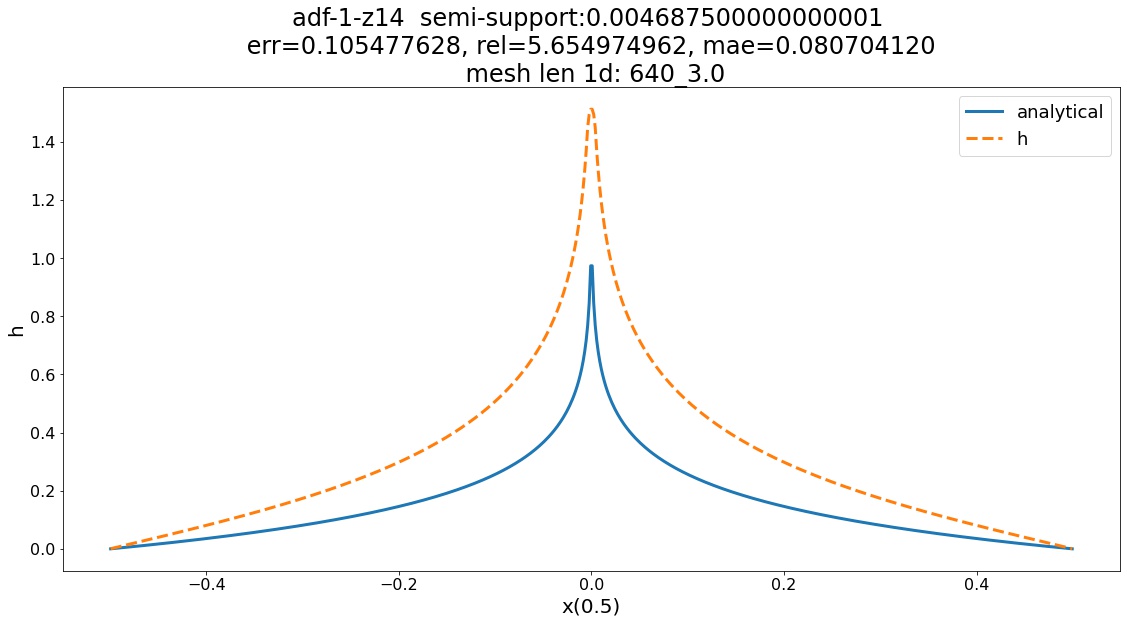 adf-1-z14 semi-support:0.004687500000000001
err=0.105477628, rel=5.654974962, mae=0.080704120
mesh len 1d: 640_3.0
analytical
h
1.4
1.2
1.0
0.8
0.6
0.4
0.2
0.0
h
−0.4
−0.2
0.0
0.2
0.4
x(0.5)